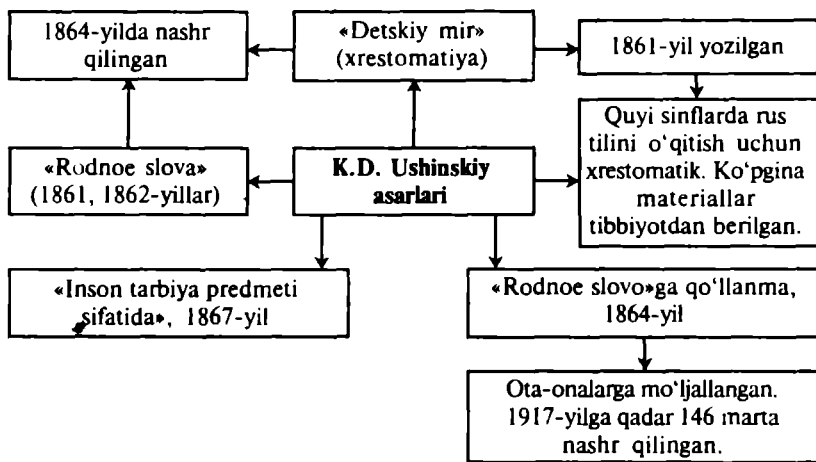 1864-yilda nashr
qilingan
«Detskiy mir»
(xrestomatiya)
1861-yil yozilgan
«Rodnoe slova»
(1861, 1862-yillar)
K.D. Ushinskiy
asarlari
Quyi sinflarda rus
tilini o‘qitish uchun
xrestomatik. Ko‘pgina
materiallar
tibbiyotdan berilgan.
«Inson tarbiya predmeti
sifatida», 1867-yil
«Rodnoe slovo»ga qo‘llanma,
1864-yil
Ota-onalarga mo‘ljallangan.
1917-yilga qadar 146 marta
nashr qilingan.